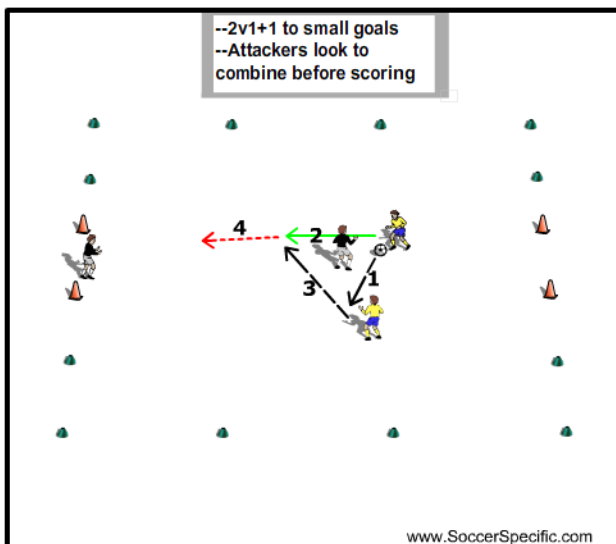 --2v1+1 to small goals
--Attackers look to
combine before scoring
4
2
1
3
www.SoccerSpecific.com